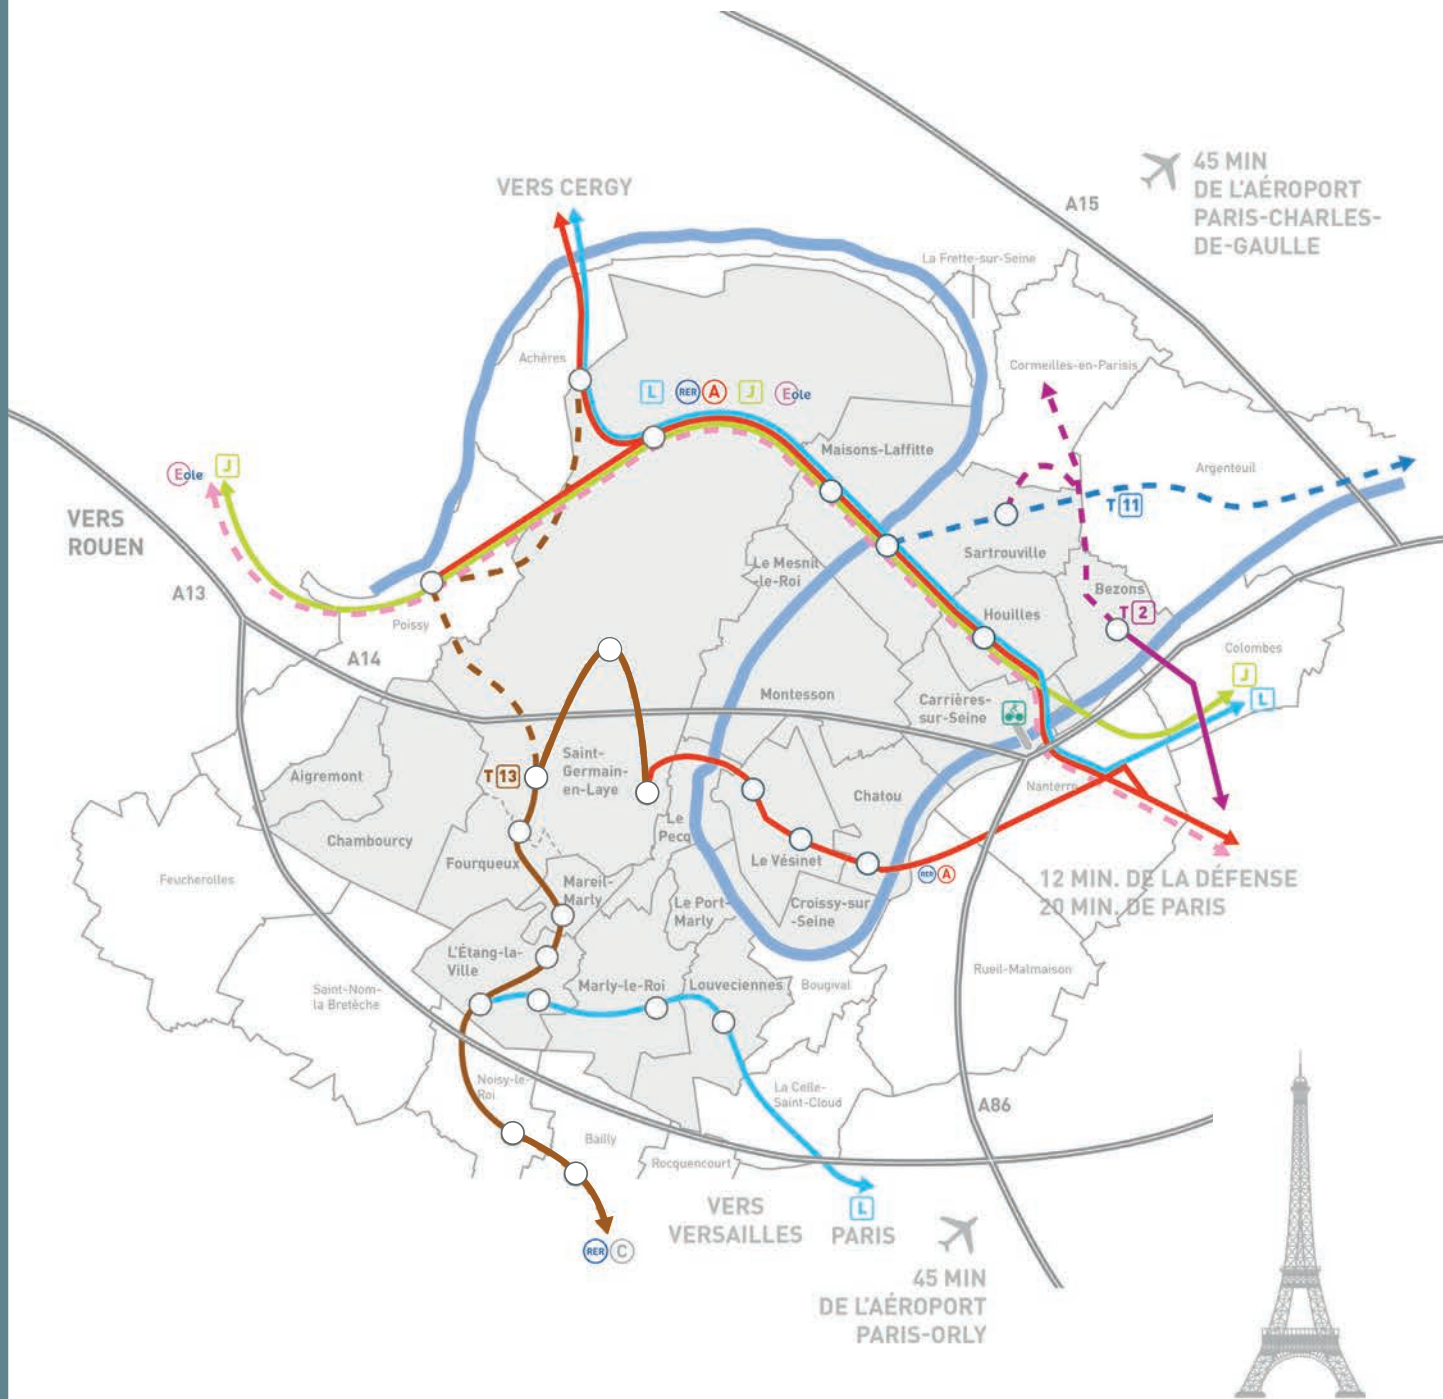 45 MIN
DE L'AÉROPORT
PARIS-CHARLES-
DE-GAULLE
VERS CERGY
A15
La Frette-sur-Seine
Achères
Cormeilles-en-Parisis
L RER A J Eole
Maisons-Laffitte
Argenteuil
Eole J
T 11
VERS
ROUEN
Sartrouville
Le Mesnil
-le-Roi
Bezons
A13
Houilles
T 2
Poissy
Colombes
A14
J
Montesson
L
Carrières-
sur-Seine
Saint-
Germain-
en-Laye
T 13
Aigremont
Nanterre
Chatou
Le
Pecq
Chambourcy
Fourqueux
Le Vésinet
RER A
Feucherolles
Mareil-
Marly
12 MIN. DE LA DÉFENSE
20 MIN. DE PARIS
Le Port-
Marly
Croissy-sur
-Seine
L'Étang-la-
Ville
Rueil-Malmaison
Marly-le-Roi
Louveciennes
Bougival
Saint-Nom-
la Bretèche
Noisy-le-
Roi
La Celle-
Saint-Cloud
A86
Bailly
Rocquencourt
VERS
VERSAILLES
L
PARIS
RER C
45 MIN
DE L'AÉROPORT
PARIS-ORLY